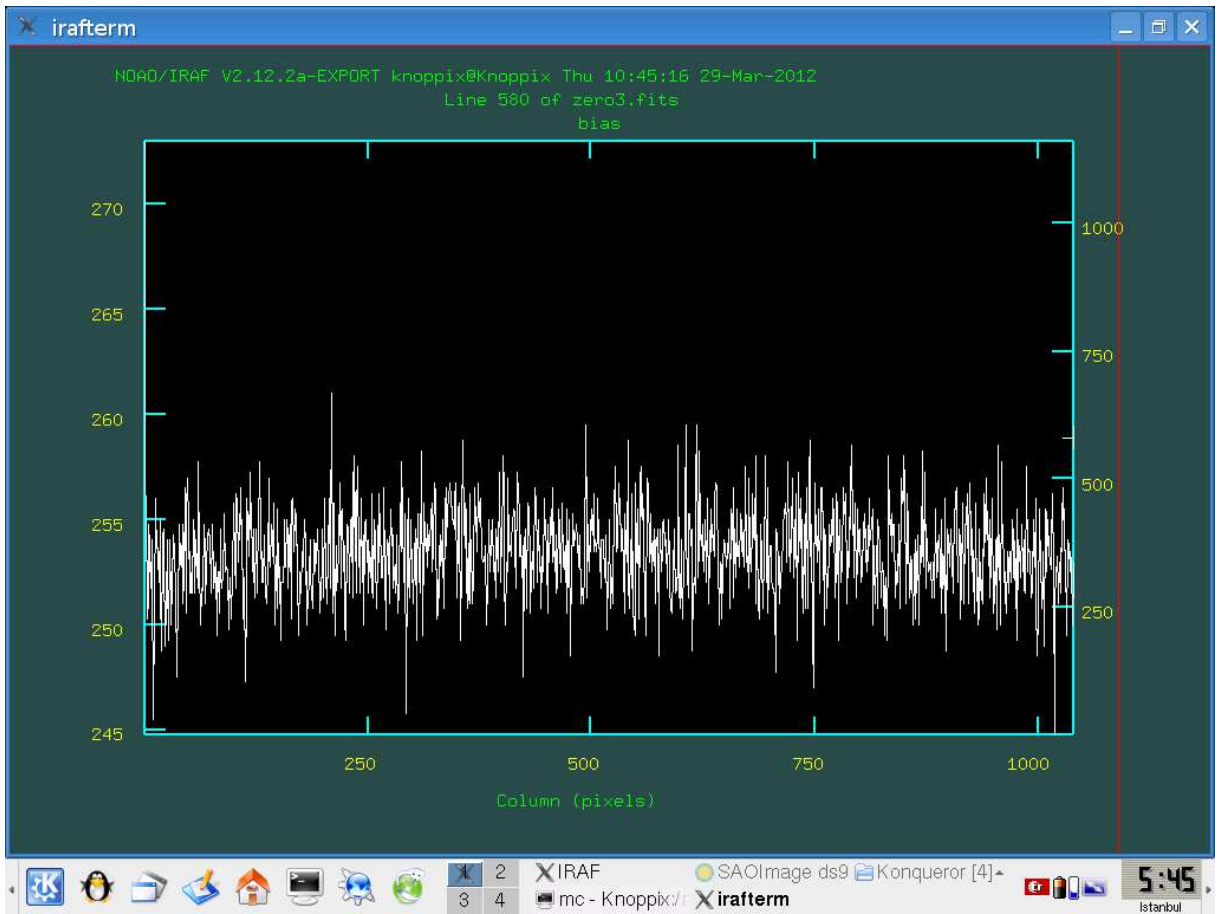 irafterm
NOAO/IRAF V2.12.2a-EXPORT knoppix@Knoppix Thu 10:45:16 29-Mar-2012
Line 580 of zero3.fits
bias
270
265
260
255
250
245
1000
750
500
250
250
500
750
1000
Column (pixels)
2
3
4
IRAF
mc - Knoppix:/
SAOImage ds9
Konqueror [4]
irafterm
5:45
Istanbul